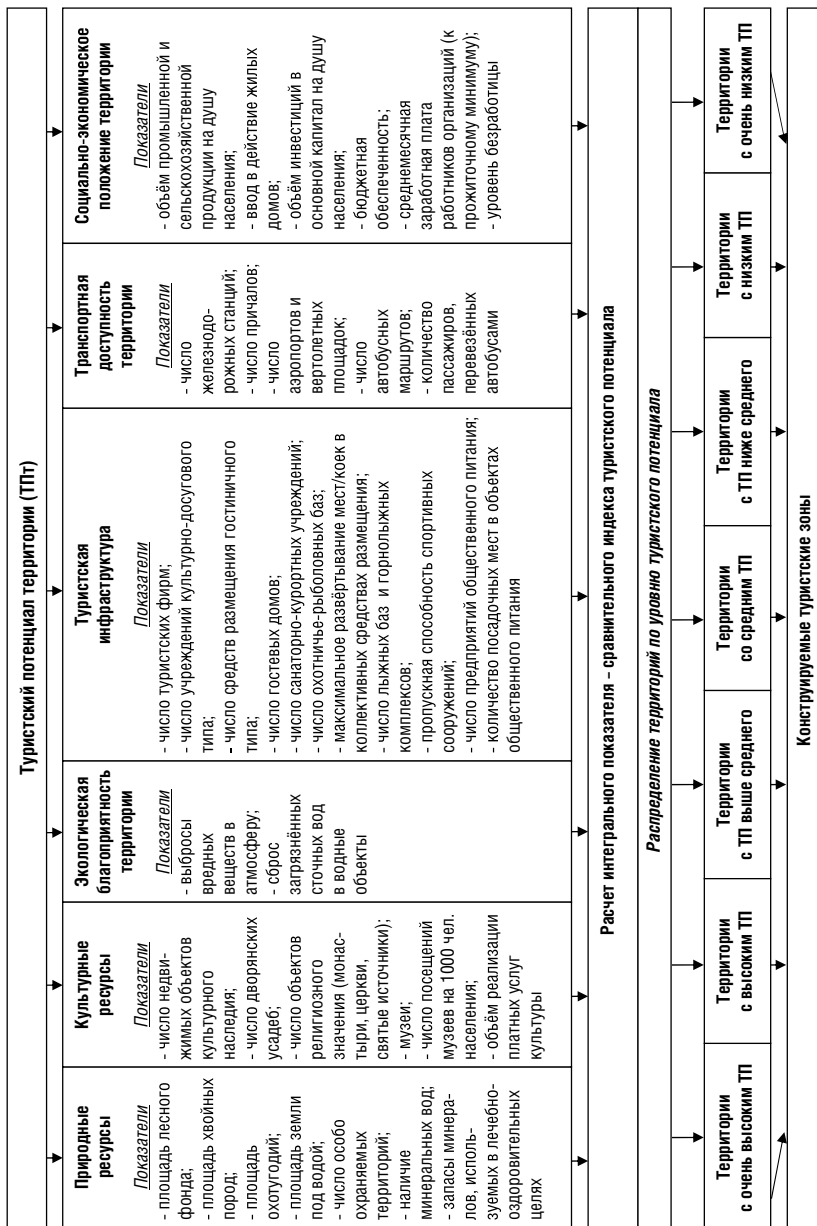 Туристский потенциал территории (ТПт)
Природные
ресурсы
Показатели
- площадь лесного
фонда;
- площадь хвойных
пород;
- площадь
охотугодий;
- площадь земли
под водой;
- число особо
охраняемых
территорий;
- наличие
минеральных вод;
- запасы минера-
лов, исполь-
зуемых в лечебно-
оздоровительных
целях
Культурные
ресурсы
Показатели
- число недви-
жимых объектов
культурного
наследия;
- число дворянских
усадеб;
- число объектов
религиозного
значения (монас-
тыри, церкви,
святые источники);
- музеи;
- число посещений
музеев на 1000 чел.
населения;
- объём реализации
платных услуг
культуры
Экологическая
благоприятность
территории
Показатели
- выбросы
вредных
веществ в
атмосферу;
- сброс
загрязнённых
сточных вод
в водные
объекты
Туристская
инфраструктура
Показатели
- число туристских фирм;
- число учреждений культурно-досугового
типа;
- число средств размещения гостиничного
типа;
- число гостевых домов;
- число санаторно-курортных учреждений;
- число охотничье-рыболовных баз;
- максимальное развёртывание мест/коек в
коллективных средствах размещения;
- число лыжных баз и горнолыжных
комплексов;
- пропускная способность спортивных
сооружений;
- число предприятий общественного питания;
- количество посадочных мест в объектах
общественного питания
Транспортная
доступность
территории
Показатели
- число
железнодо-
рожных станций;
- число причалов;
- число
аэропортов и
вертолетных
площадок;
- число
автобусных
маршрутов;
- количество
пассажиров,
перевезённых
автобусами
Социально-экономическое
положение территории
Показатели
- объём промышленной и
сельскохозяйственной
продукции на душу
населения;
- ввод в действие жилых
домов;
- объём инвестиций в
основной капитал на душу
населения;
- бюджетная
обеспеченность;
- среднемесячная
заработная плата
работников организаций (к
прожиточному минимуму);
- уровень безработицы
Расчет интегрального показателя – сравнительного индекса туристского потенциала
Распределение территорий по уровню туристского потенциала
Территории
с очень высоким ТП
Территории
с высоким ТП
Территории
с ТП выше среднего
Территории
со средним ТП
Территории
с ТП ниже среднего
Территории
с низким ТП
Территории
с очень низким ТП
Конструируемые туристские зоны